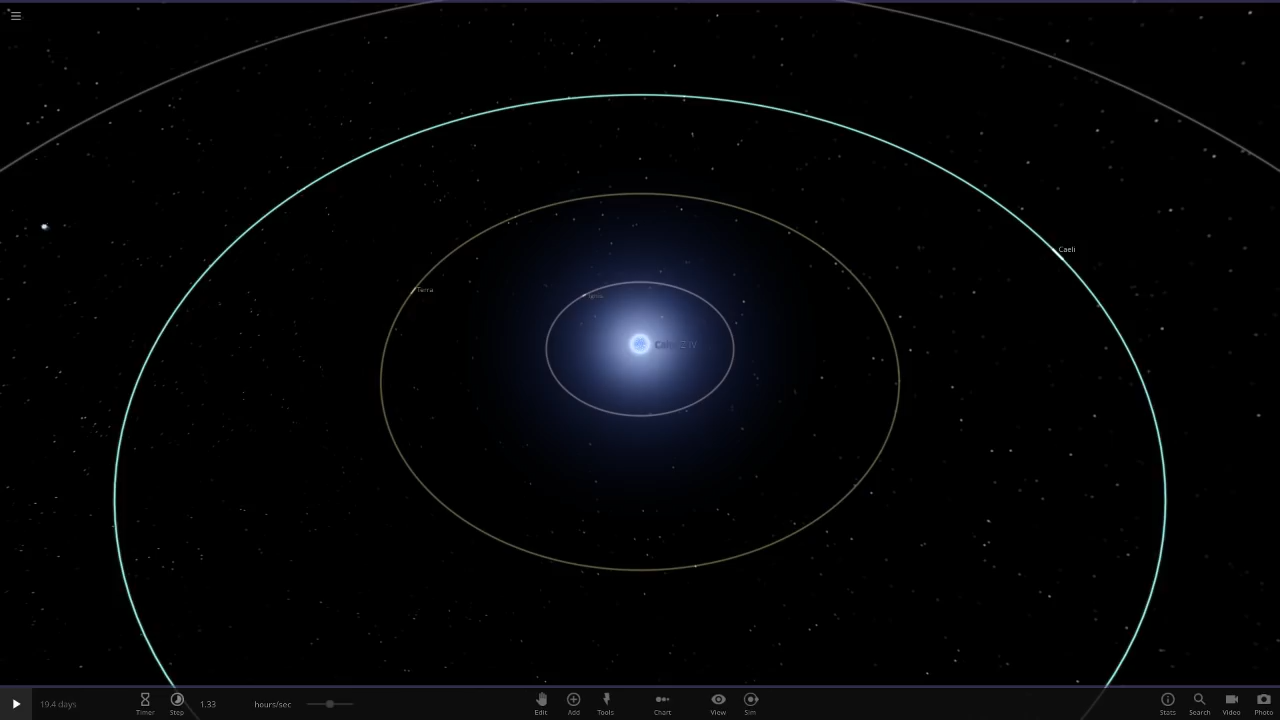 Caeli
Terra
19.4 days
Timer
Step
1.33
hours/sec
Edit
Add
Tools
Chart
View
Sim
Stats
Search
Video
Photo